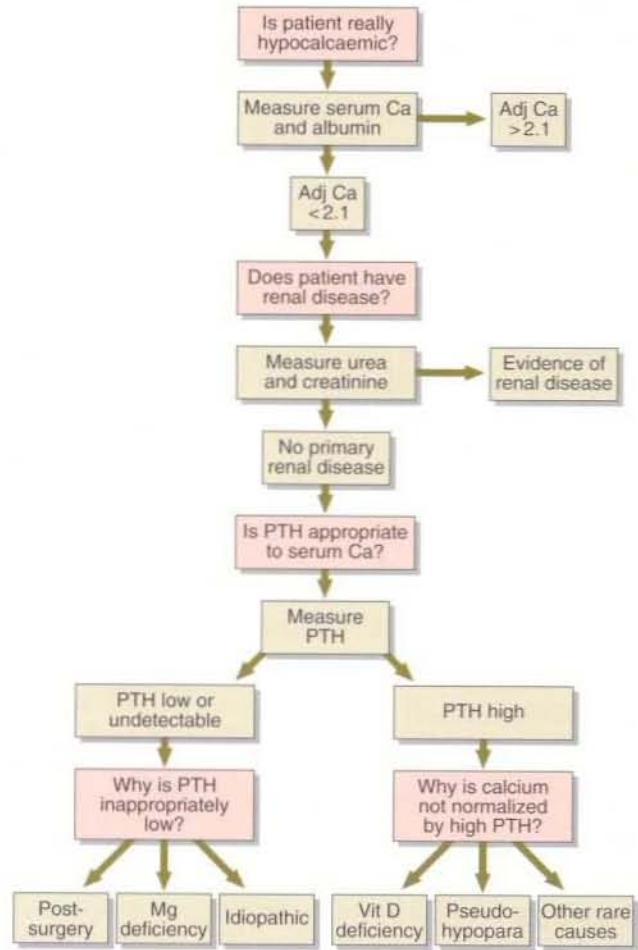 Is patient really
hypocalcaemic?
Measure serum Ca
and albumin
Adj Ca
>2.1
Adj Ca
<2.1
Does patient have
renal disease?
Measure urea
and creatinine
Evidence of
renal disease
No primary
renal disease
Is PTH appropriate
to serum Ca?
Measure
PTH
PTH low or
undetectable
PTH high
Why is PTH
inappropriately
low?
Why is calcium
not normalized
by high PTH?
Post-
surgery
Mg
deficiency
Idiopathic
Vit D
deficiency
Pseudo-
hypopara
Other rare
causes